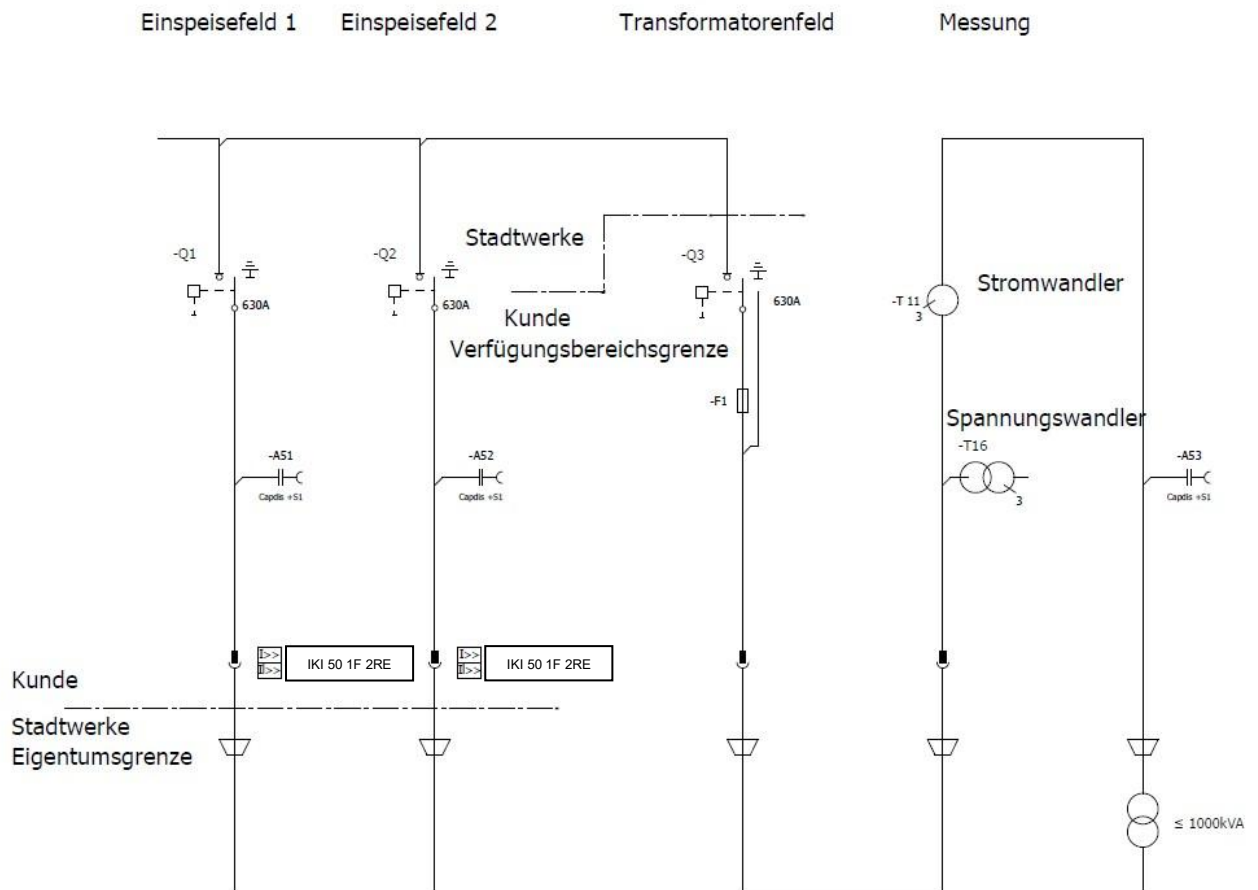 Einspeisefeld 1 Einspeisefeld 2 Transformatorenfeld Messung
Stadtwerke
-Q1 -Q2 -Q3
630A 630A 630A
Stromwandler
-T 11
3
Kunde
Verfügungsbereichsgrenze
-F1
Spannungswandler
-T16
3
-A51 -A52 -A53
Capdis +S1 Capdis +S1 Capdis +S1
I>> IKI 50 1F 2RE I>> IKI 50 1F 2RE
I>> I>>
Kunde
Stadtwerke
Eigentumsgrenze
≤ 1000kVA